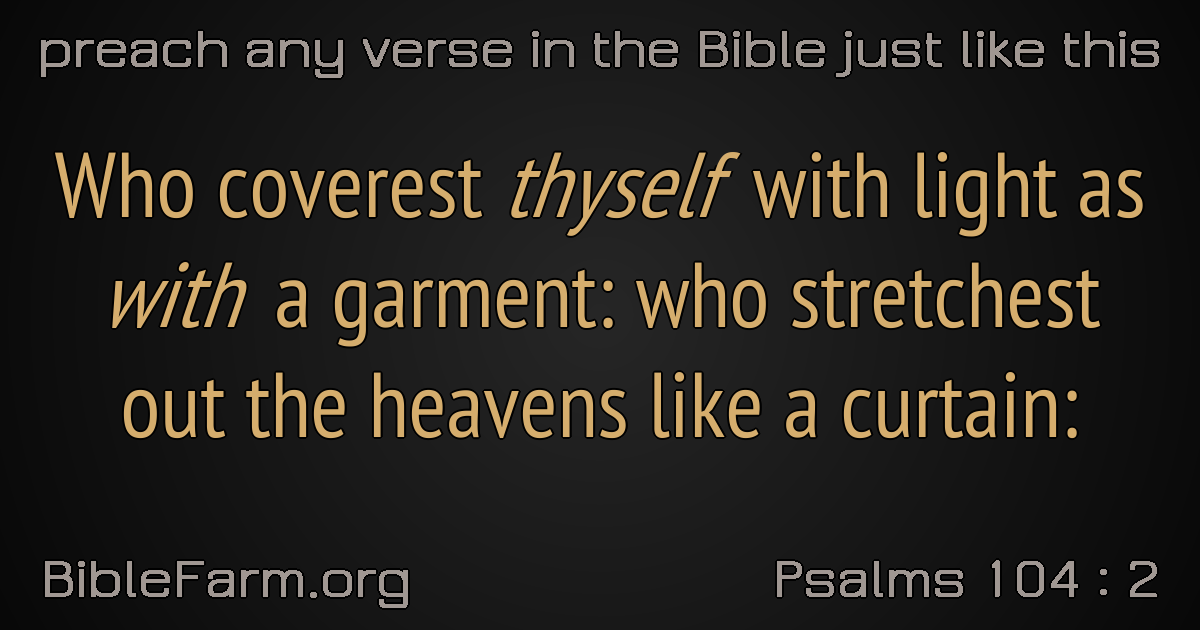 preach any verse in the Bible just like this
Who coverest thyself with light as
with a garment: who stretchest
out the heavens like a curtain:
BibleFarm.org
Psalms 104 : 2